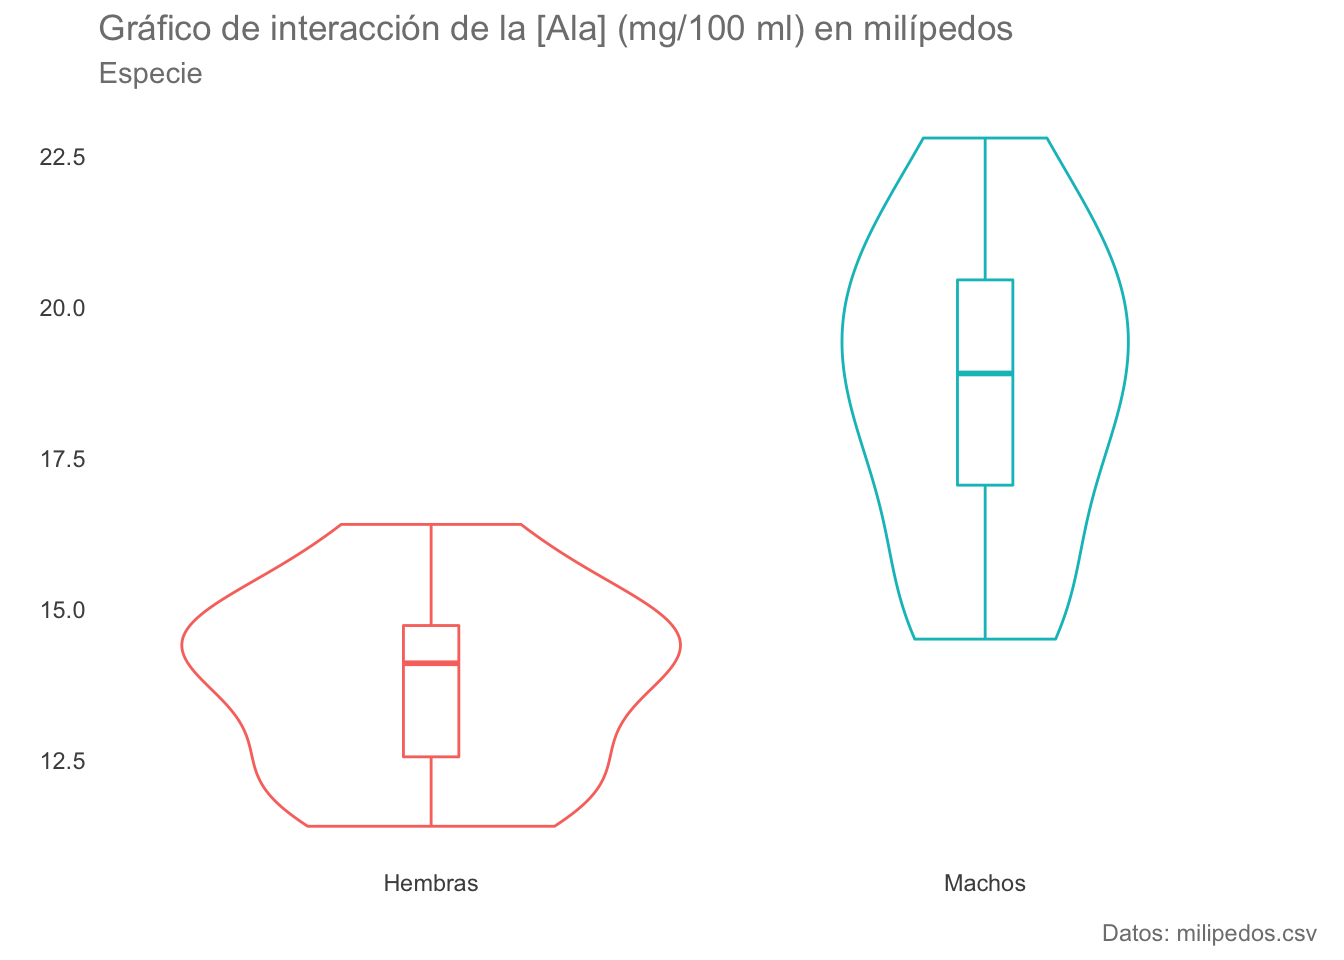 Gráfico de interacción de la [Ala] (mg/100 ml) en milípedos
Especie
22.5
20.0
17.5
15.0
12.5
Hembras
Machos
Datos: milipedos.csv